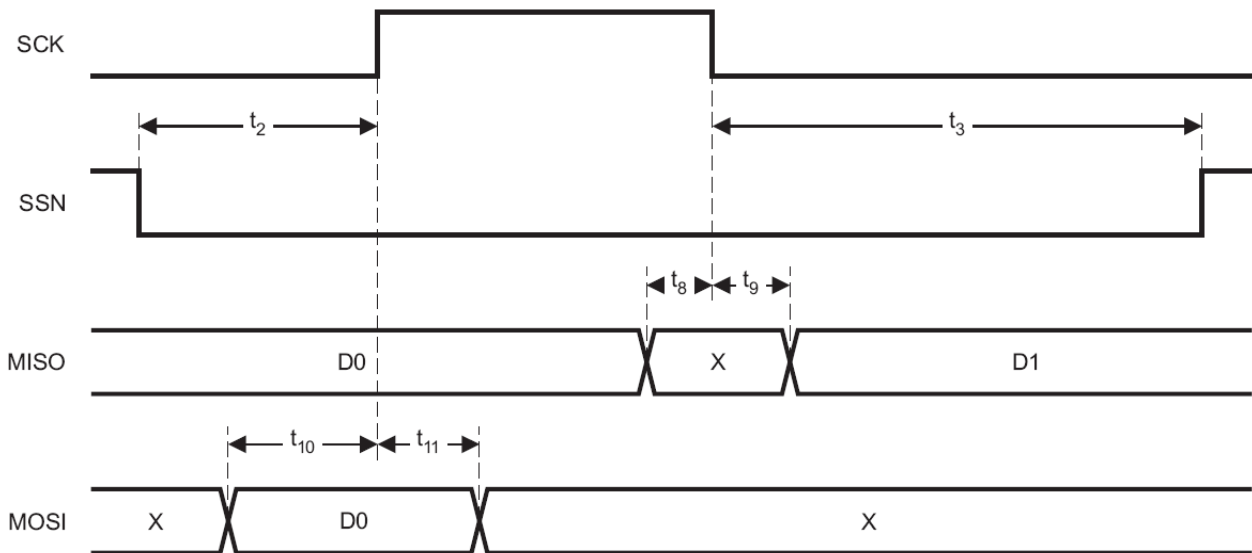 SCK
t2 t3
SSN
t8 t9
MISO D0 X D1
t10 t11
MOSI X D0 X